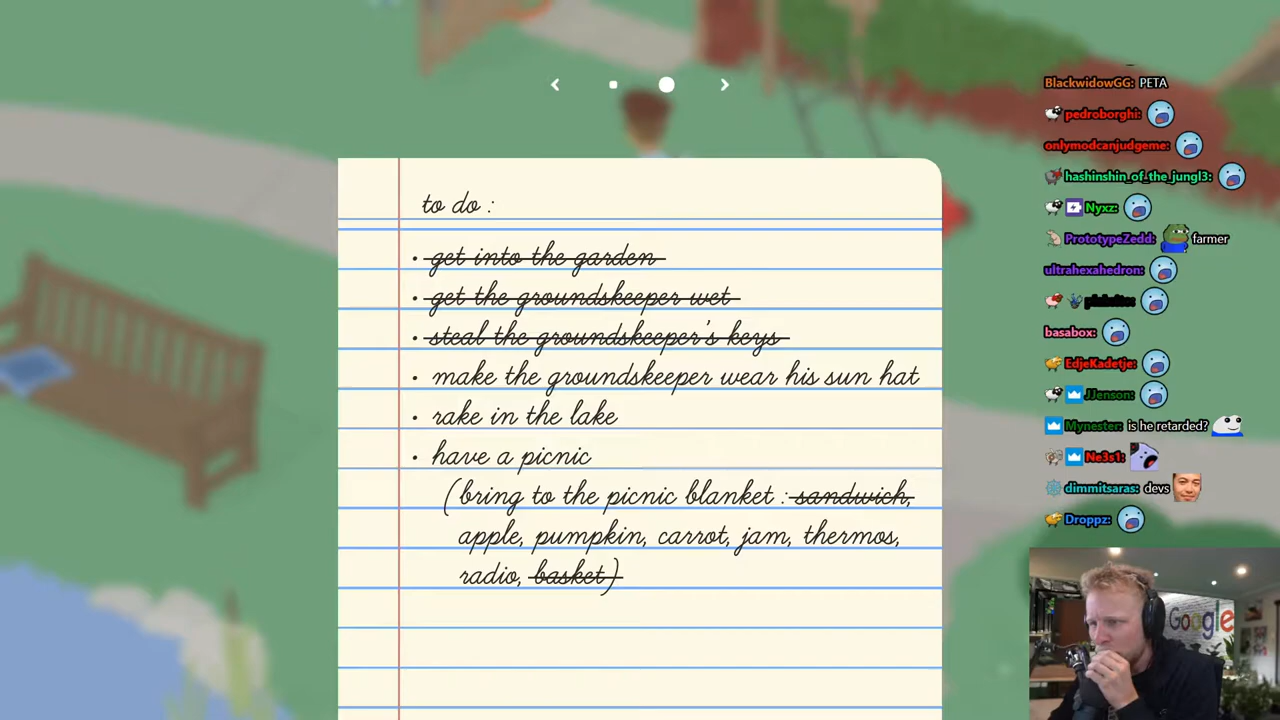 to do :
• get into the garden
• get the groundskeeper wet
• steal the groundskeeper's keys
• make the groundskeeper wear his sun hat
• rake in the lake
• have a picnic
(bring to the picnic blanket : sandwich,
apple, pumpkin, carrot, jam, thermos,
radio, basket)
BlackwidowGG: PETA
pedroborghi:
onlymodcanjudgeme:
hashinshin_of_the_jungl3:
Nyxz:
PrototypeZedd: farmer
ultrahexahedron:
basabox:
EdjeKadetje:
JJenson:
Mynester: is he retarded?
Ne3s1:
dimmitsaras: devs
Droppz:
Google